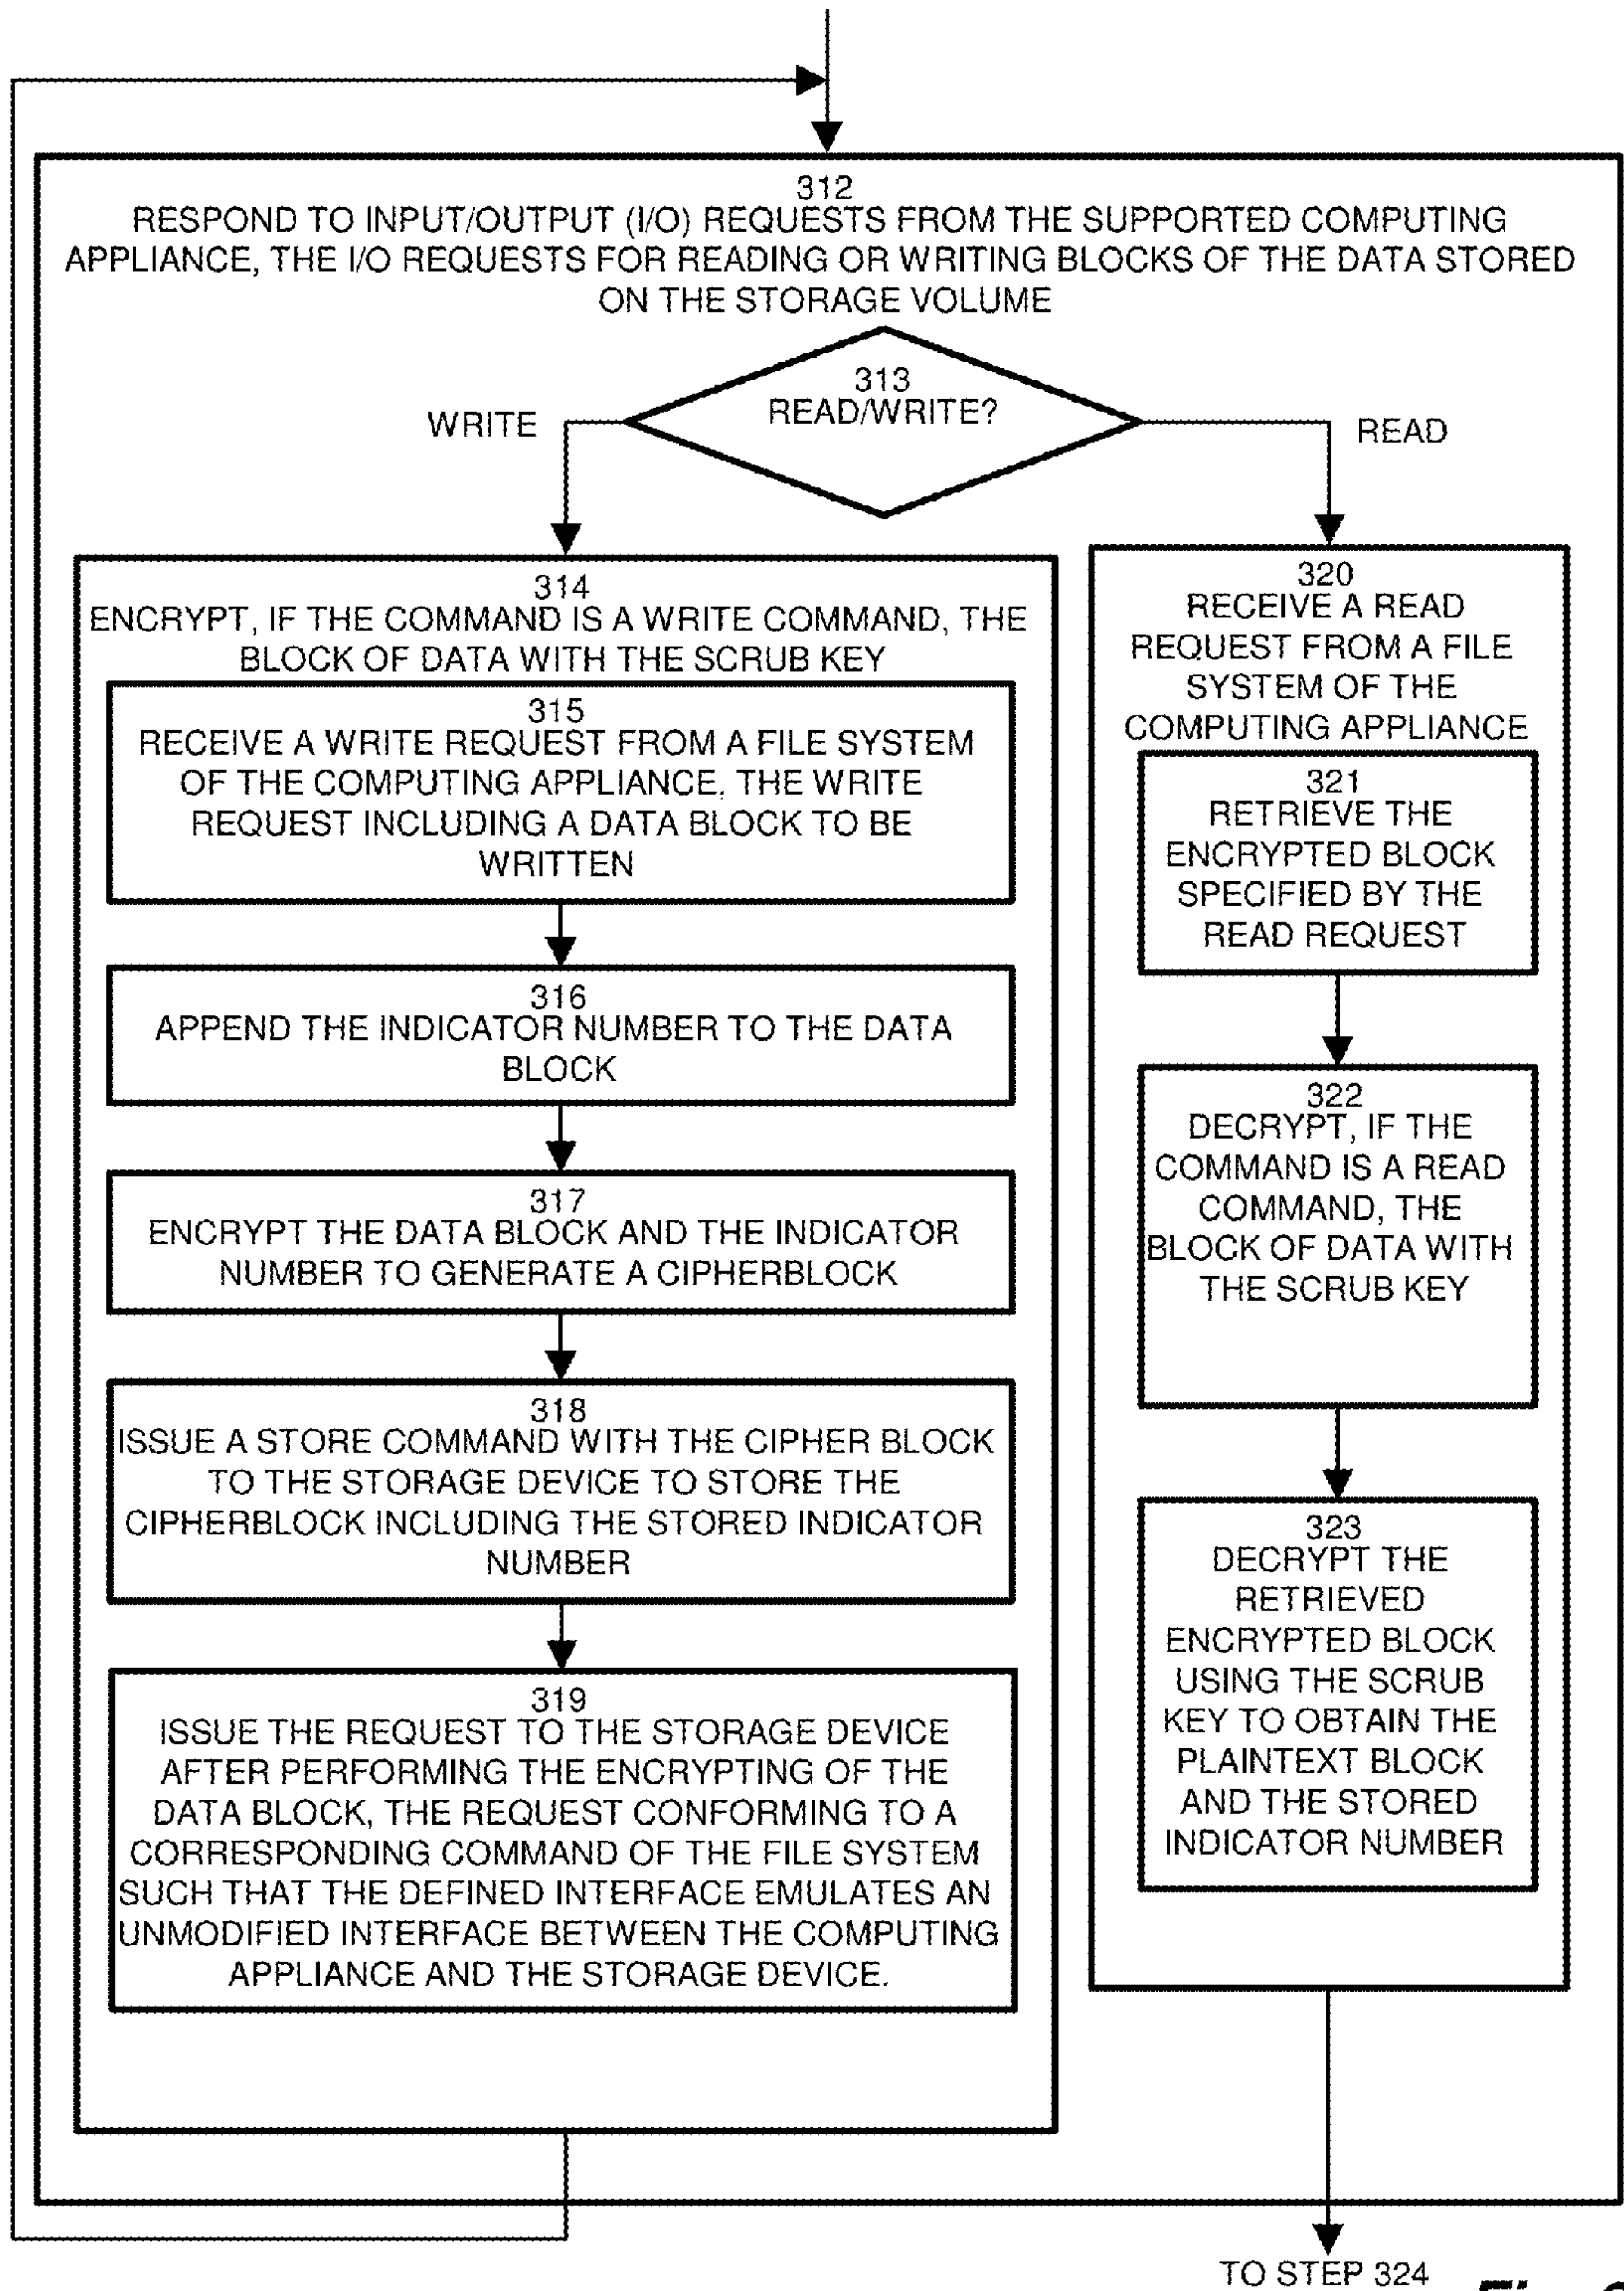 312
RESPOND TO INPUT/OUTPUT (I/O) REQUESTS FROM THE SUPPORTED COMPUTING
APPLIANCE, THE I/O REQUESTS FOR READING OR WRITING BLOCKS OF THE DATA STORED
ON THE STORAGE VOLUME
313
READ/WRITE?
WRITE
READ
314
ENCRYPT, IF THE COMMAND IS A WRITE COMMAND, THE
BLOCK OF DATA WITH THE SCRUB KEY
315
RECEIVE A WRITE REQUEST FROM A FILE SYSTEM
OF THE COMPUTING APPLIANCE, THE WRITE
REQUEST INCLUDING A DATA BLOCK TO BE
WRITTEN
316
APPEND THE INDICATOR NUMBER TO THE DATA
BLOCK
317
ENCRYPT THE DATA BLOCK AND THE INDICATOR
NUMBER TO GENERATE A CIPHERBLOCK
318
ISSUE A STORE COMMAND WITH THE CIPHER BLOCK
TO THE STORAGE DEVICE TO STORE THE
CIPHERBLOCK INCLUDING THE STORED INDICATOR
NUMBER
319
ISSUE THE REQUEST TO THE STORAGE DEVICE
AFTER PERFORMING THE ENCRYPTING OF THE
DATA BLOCK, THE REQUEST CONFORMING TO A
CORRESPONDING COMMAND OF THE FILE SYSTEM
SUCH THAT THE DEFINED INTERFACE EMULATES AN
UNMODIFIED INTERFACE BETWEEN THE COMPUTING
APPLIANCE AND THE STORAGE DEVICE.
320
RECEIVE A READ
REQUEST FROM A FILE
SYSTEM OF THE
COMPUTING APPLIANCE
321
RETRIEVE THE
ENCRYPTED BLOCK
SPECIFIED BY THE
READ REQUEST
322
DECRYPT, IF THE
COMMAND IS A READ
COMMAND, THE
BLOCK OF DATA WITH
THE SCRUB KEY
323
DECRYPT THE
RETRIEVED
ENCRYPTED BLOCK
USING THE SCRUB
KEY TO OBTAIN THE
PLAINTEXT BLOCK
AND THE STORED
INDICATOR NUMBER
TO STEP 324